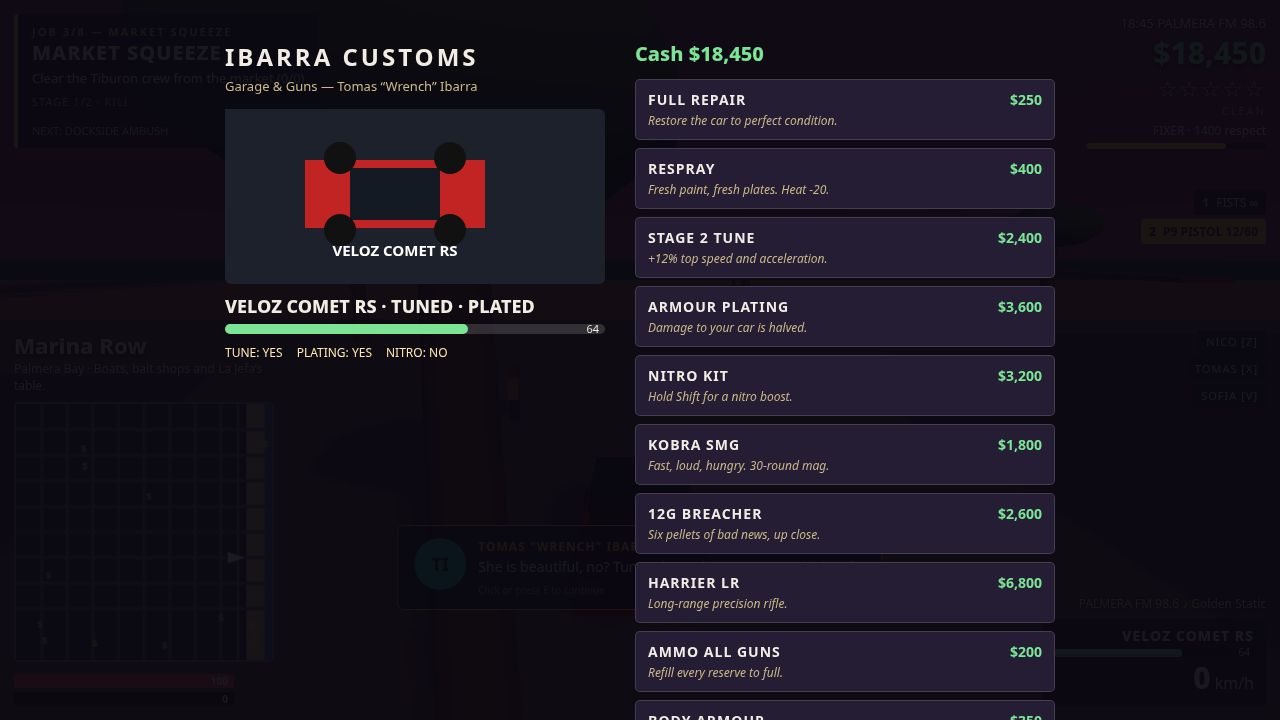 JOB 3/8 — MARKET SQUEEZE
MARKET SQUEEZE
Clear the Tiburon crew from the market (0/0)
STAGE 1/2 · KILL
NEXT: DOCKSIDE AMBUSH
IBARRA CUSTOMS
Garage & Guns — Tomas “Wrench” Ibarra
VELOZ COMET RS
VELOZ COMET RS · TUNED · PLATED
64
TUNE: YES PLATING: YES NITRO: NO
Cash $18,450
FULL REPAIR $250
Restore the car to perfect condition.
RESPRAY $400
Fresh paint, fresh plates. Heat -20.
STAGE 2 TUNE $2,400
+12% top speed and acceleration.
ARMOUR PLATING $3,600
Damage to your car is halved.
NITRO KIT $3,200
Hold Shift for a nitro boost.
KOBRA SMG $1,800
Fast, loud, hungry. 30-round mag.
12G BREACHER $2,600
Six pellets of bad news, up close.
HARRIER LR $6,800
Long-range precision rifle.
AMMO ALL GUNS $200
Refill every reserve to full.
BODY ARMOUR $350
18:45 PALMERA FM 98.6
$18,450
CLEAN
FIXER · 1400 respect
1 FISTS ∞
2 P9 PISTOL 12/60
NICO [Z]
TOMAS [X]
SOFIA [V]
Marina Row
Palmera Bay · Boats, bait shops and La Jefa's
table.
100
0
TI
TOMAS "WRENCH" IBAR
She is beautiful, no? Tur
Click or press E to continue
PALMERA FM 98.6 ♪ Golden Static
VELOZ COMET RS
64
0 km/h